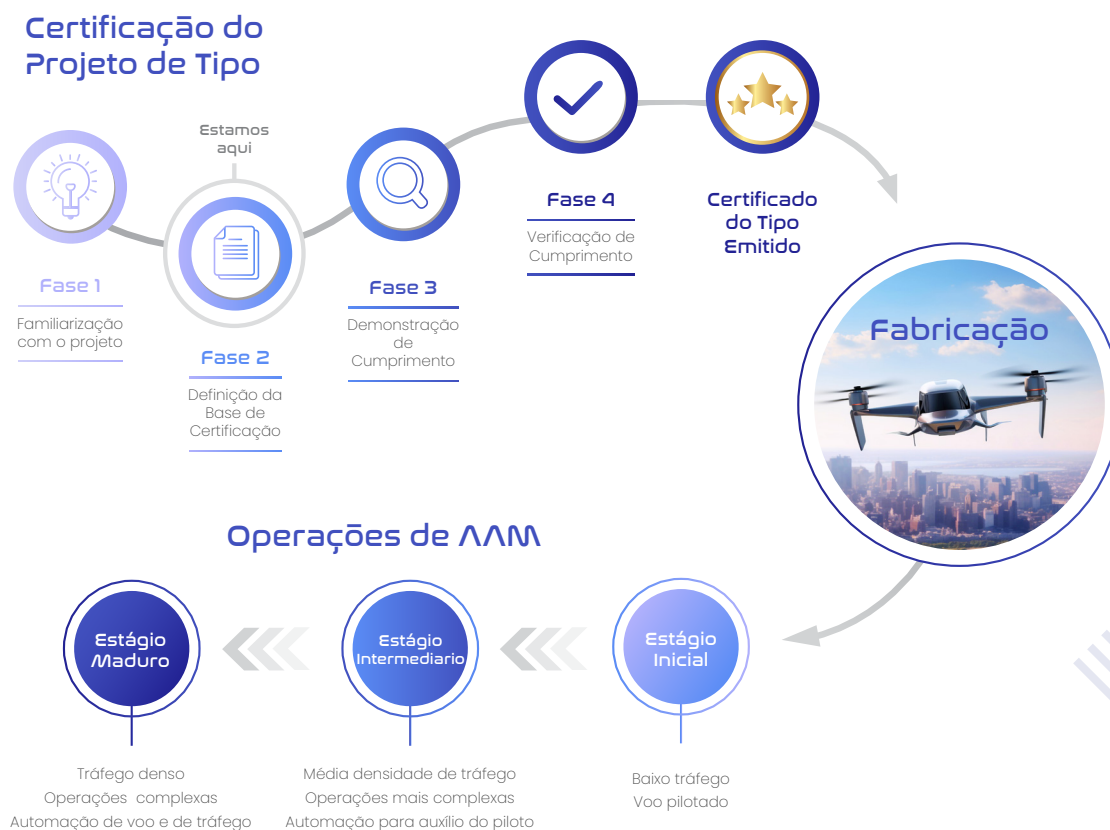 Certificação do
Projeto de Tipo
Estamos
aqui
Fase 1
Familiarização
com o projeto
Fase 2
Definição da
Base de
Certificação
Fase 3
Demonstração
de
Cumprimento
Fase 4
Verificação de
Cumprimento
Certificado
do Tipo
Emitido
Fabricação
Operações de AAM
Estágio
Maduro
Estágio
Intermediario
Estágio
Inicial
Tráfego denso
Operações complexas
Automação de voo e de tráfego
Média densidade de tráfego
Operações mais complexas
Automação para auxílio do piloto
Baixo tráfego
Voo pilotado